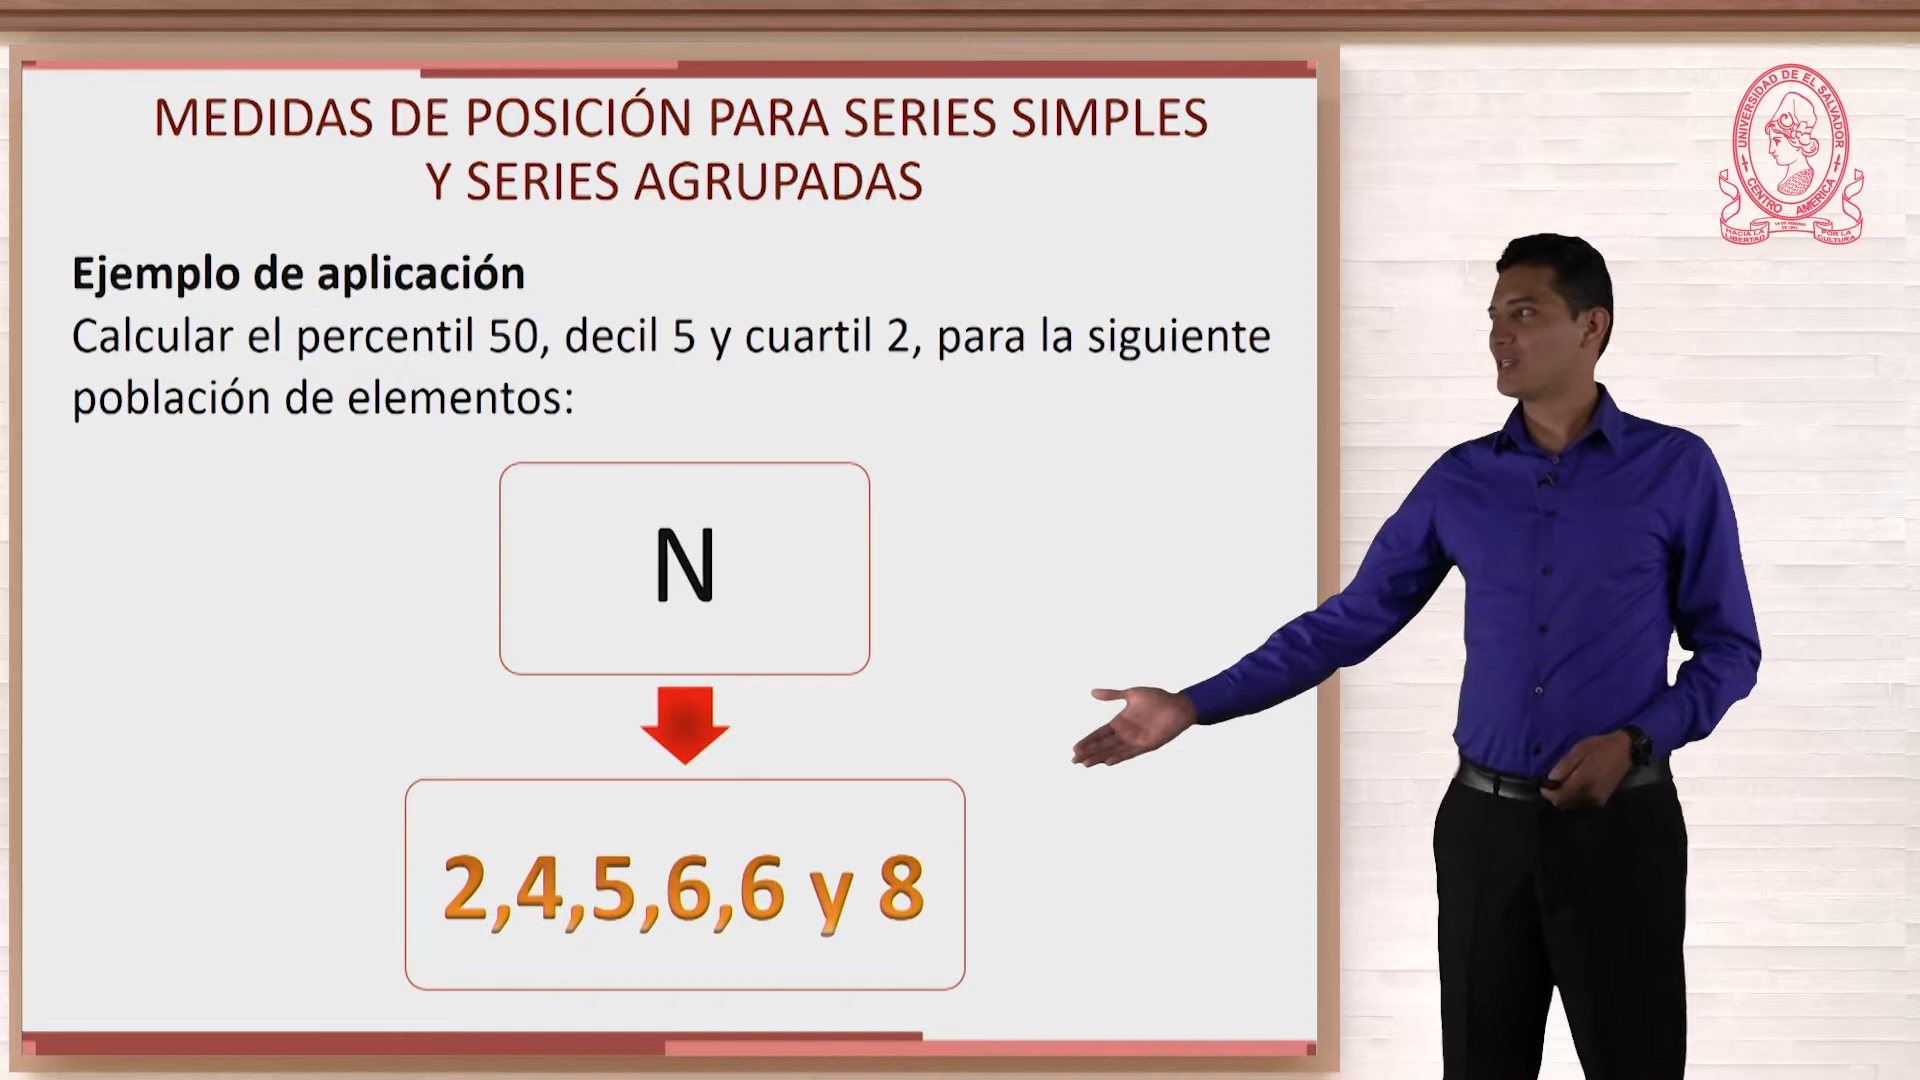 MEDIDAS DE POSICIÓN PARA SERIES SIMPLES
Y SERIES AGRUPADAS
Ejemplo de aplicación
Calcular el percentil 50, decil 5 y cuartil 2, para la siguiente
población de elementos:
N
2,4,5,6,6 y 8
UNIVERSIDAD DE EL SALVADOR
CENTRO AMERICA
HACIA LA
LIBERTAD
POR LA
CULTURA